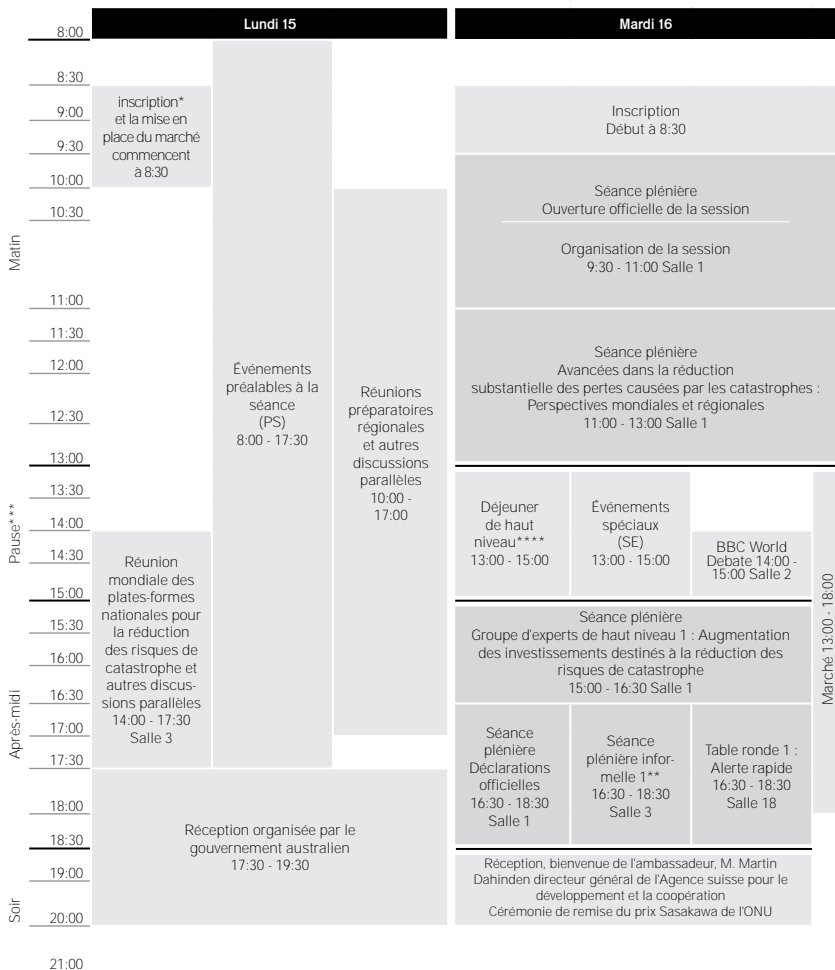 Lundi 15
Mardi 16
8:00
8:30
9:00
9:30
10:00
10:30
11:00
11:30
12:00
12:30
13:00
13:30
14:00
14:30
15:00
15:30
16:00
16:30
17:00
17:30
18:00
18:30
19:00
20:00
21:00
Matin
Pause***
Après-midi
Soir
inscription*
et la mise en
place du marché
commencent
à 8:30
Événements
préalables à la
séance
(PS)
8:00 - 17:30
Réunions
préparatoires
régionales
et autres
discussions
parallèles
10:00 -
17:00
Réunion
mondiale des
plates-formes
nationales pour
la réduction
des risques de
catastrophe et
autres discus-
sions parallèles
14:00 - 17:30
Salle 3
Réception organisée par le
gouvernement australien
17:30 - 19:30
Inscription
Début à 8:30
Séance plénière
Ouverture officielle de la session
Organisation de la session
9:30 - 11:00 Salle 1
Séance plénière
Avancées dans la réduction
substantielle des pertes causées par les catastrophes :
Perspectives mondiales et régionales
11:00 - 13:00 Salle 1
Déjeuner
de haut
niveau****
13:00 - 15:00
Événements
spéciaux
(SE)
13:00 - 15:00
BBC World
Debate 14:00 -
15:00 Salle 2
Marché 13:00 - 18:00
Séance plénière
Groupe d'experts de haut niveau 1 : Augmentation
des investissements destinés à la réduction des
risques de catastrophe
15:00 - 16:30 Salle 1
Séance
plénière
Déclarations
officielles
16:30 - 18:30
Salle 1
Séance
plénière infor-
melle 1**
16:30 - 18:30
Salle 3
Table ronde 1 :
Alerte rapide
16:30 - 18:30
Salle 18
Réception, bienvenue de l'ambassadeur, M. Martin
Dahinden directeur général de l'Agence suisse pour le
développement et la coopération
Cérémonie de remise du prix Sasakawa de l'ONU